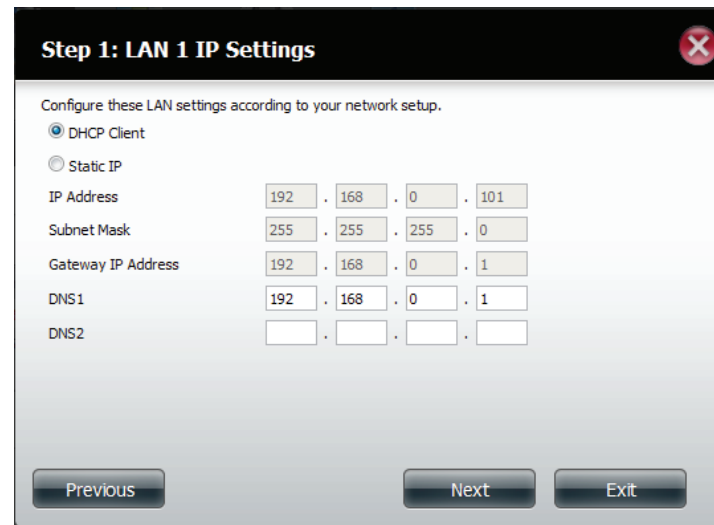 Step 1: LAN 1 IP Settings
Configure these LAN settings according to your network setup.
DHCP Client
Static IP
IP Address 192 . 168 . 0 . 101
Subnet Mask 255 . 255 . 255 . 0
Gateway IP Address 192 . 168 . 0 . 1
DNS1 192 . 168 . 0 . 1
DNS2 . . .
Previous Next Exit